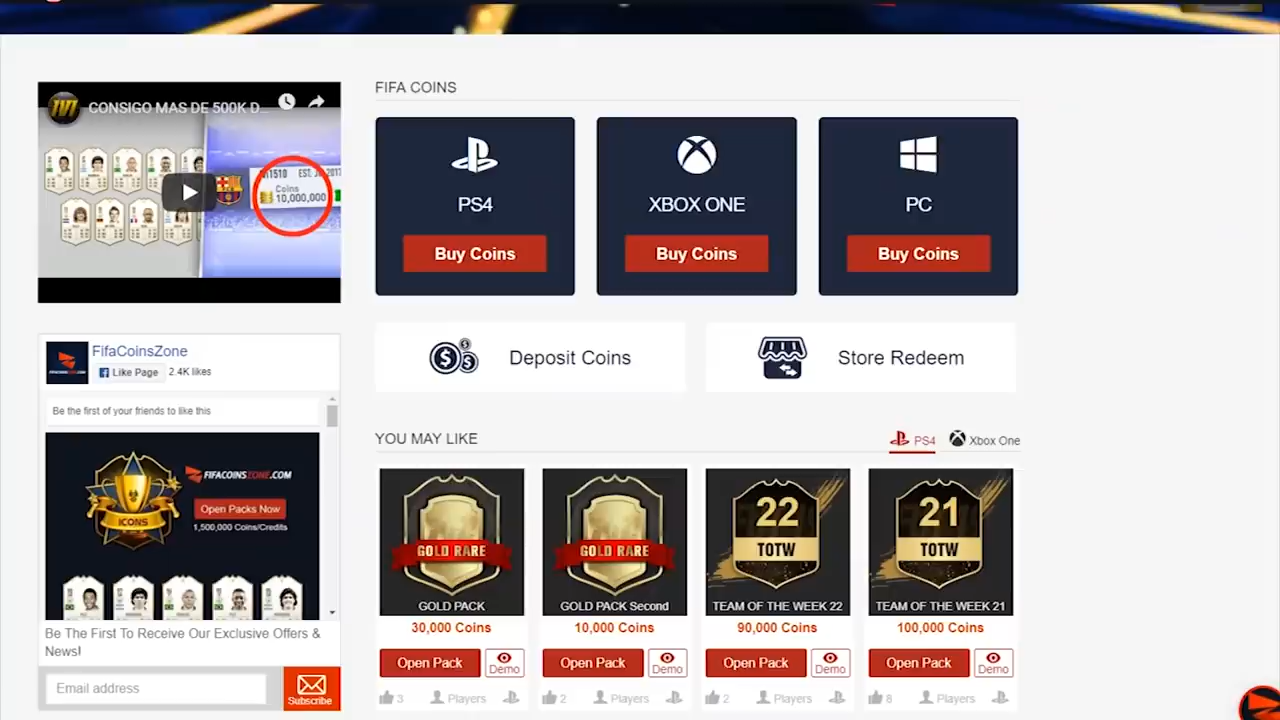 CONSIGO MAS DE 500K D...
EST. JUL 2017
Coins
10,000,000
FifaCoinsZone
Like Page
2.4K likes
Be the first of your friends to like this
FIFACOINSZONE.COM
Open Packs Now
1,500,000 Coins/Credits
ICONS
Be The First To Receive Our Exclusive Offers &
News!
Email address
Subscribe
FIFA COINS
PS4
XBOX ONE
PC
Buy Coins
Buy Coins
Buy Coins
Deposit Coins
Store Redeem
YOU MAY LIKE
PS4
Xbox One
GOLD RARE
GOLD RARE
22
TOTW
21
TOTW
GOLD PACK
GOLD PACK Second
TEAM OF THE WEEK 22
TEAM OF THE WEEK 21
30,000 Coins
10,000 Coins
90,000 Coins
100,000 Coins
Open Pack
Demo
Open Pack
Demo
Open Pack
Demo
Open Pack
Demo
3
Players
2
Players
2
Players
8
Players